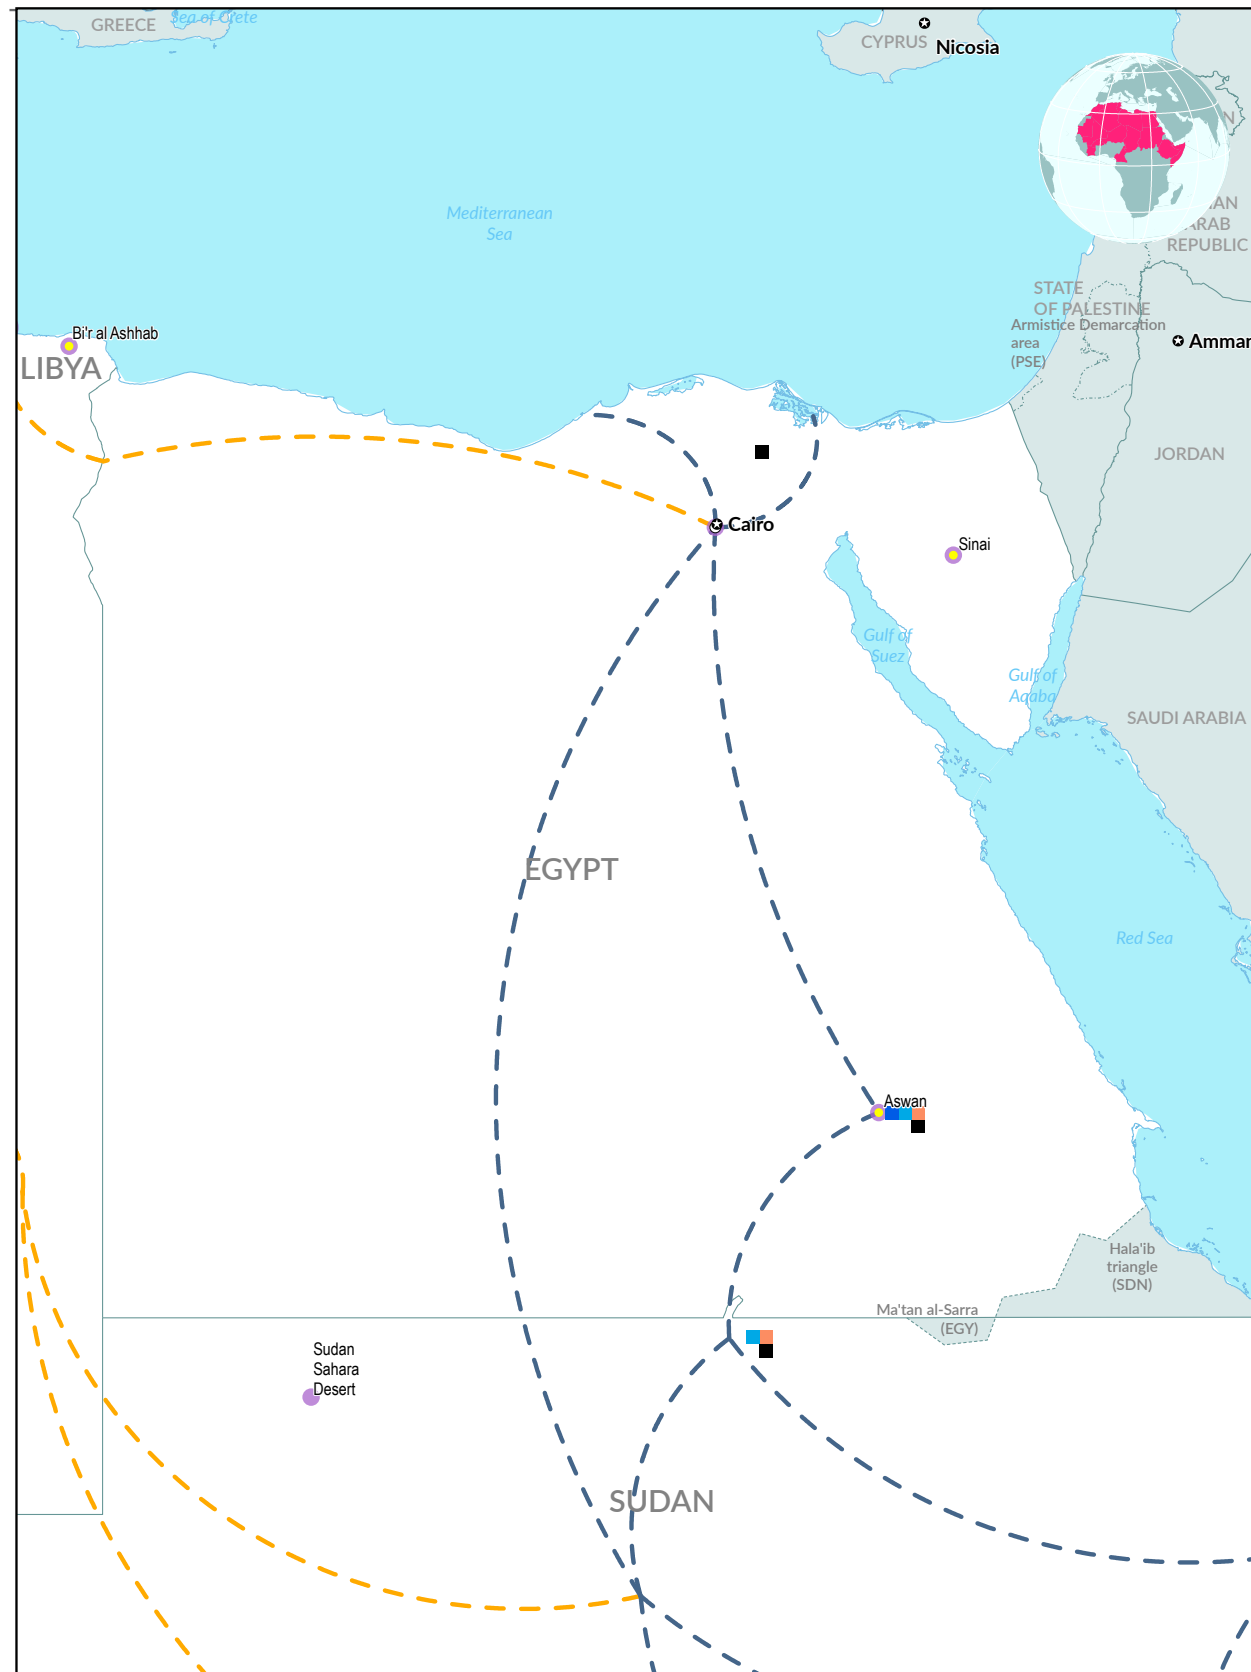 GREECE
Sea of Crete
CYPRUS
Nicosia
Mediterranean
Sea
ARAB
REPUBLIC
STATE
OF PALESTINE
Armistice Demarcation
area
(PSE)
Amman
Bi'r al Ashhab
LIBYA
JORDAN
Cairo
Sinai
Gulf of
Suez
Gulf of
Aqaba
SAUDI ARABIA
EGYPT
Red Sea
Aswan
Hala'ib
triangle
(SDN)
Ma'tan al-Sarra
(EGY)
Sudan
Sahara
Desert
SUDAN